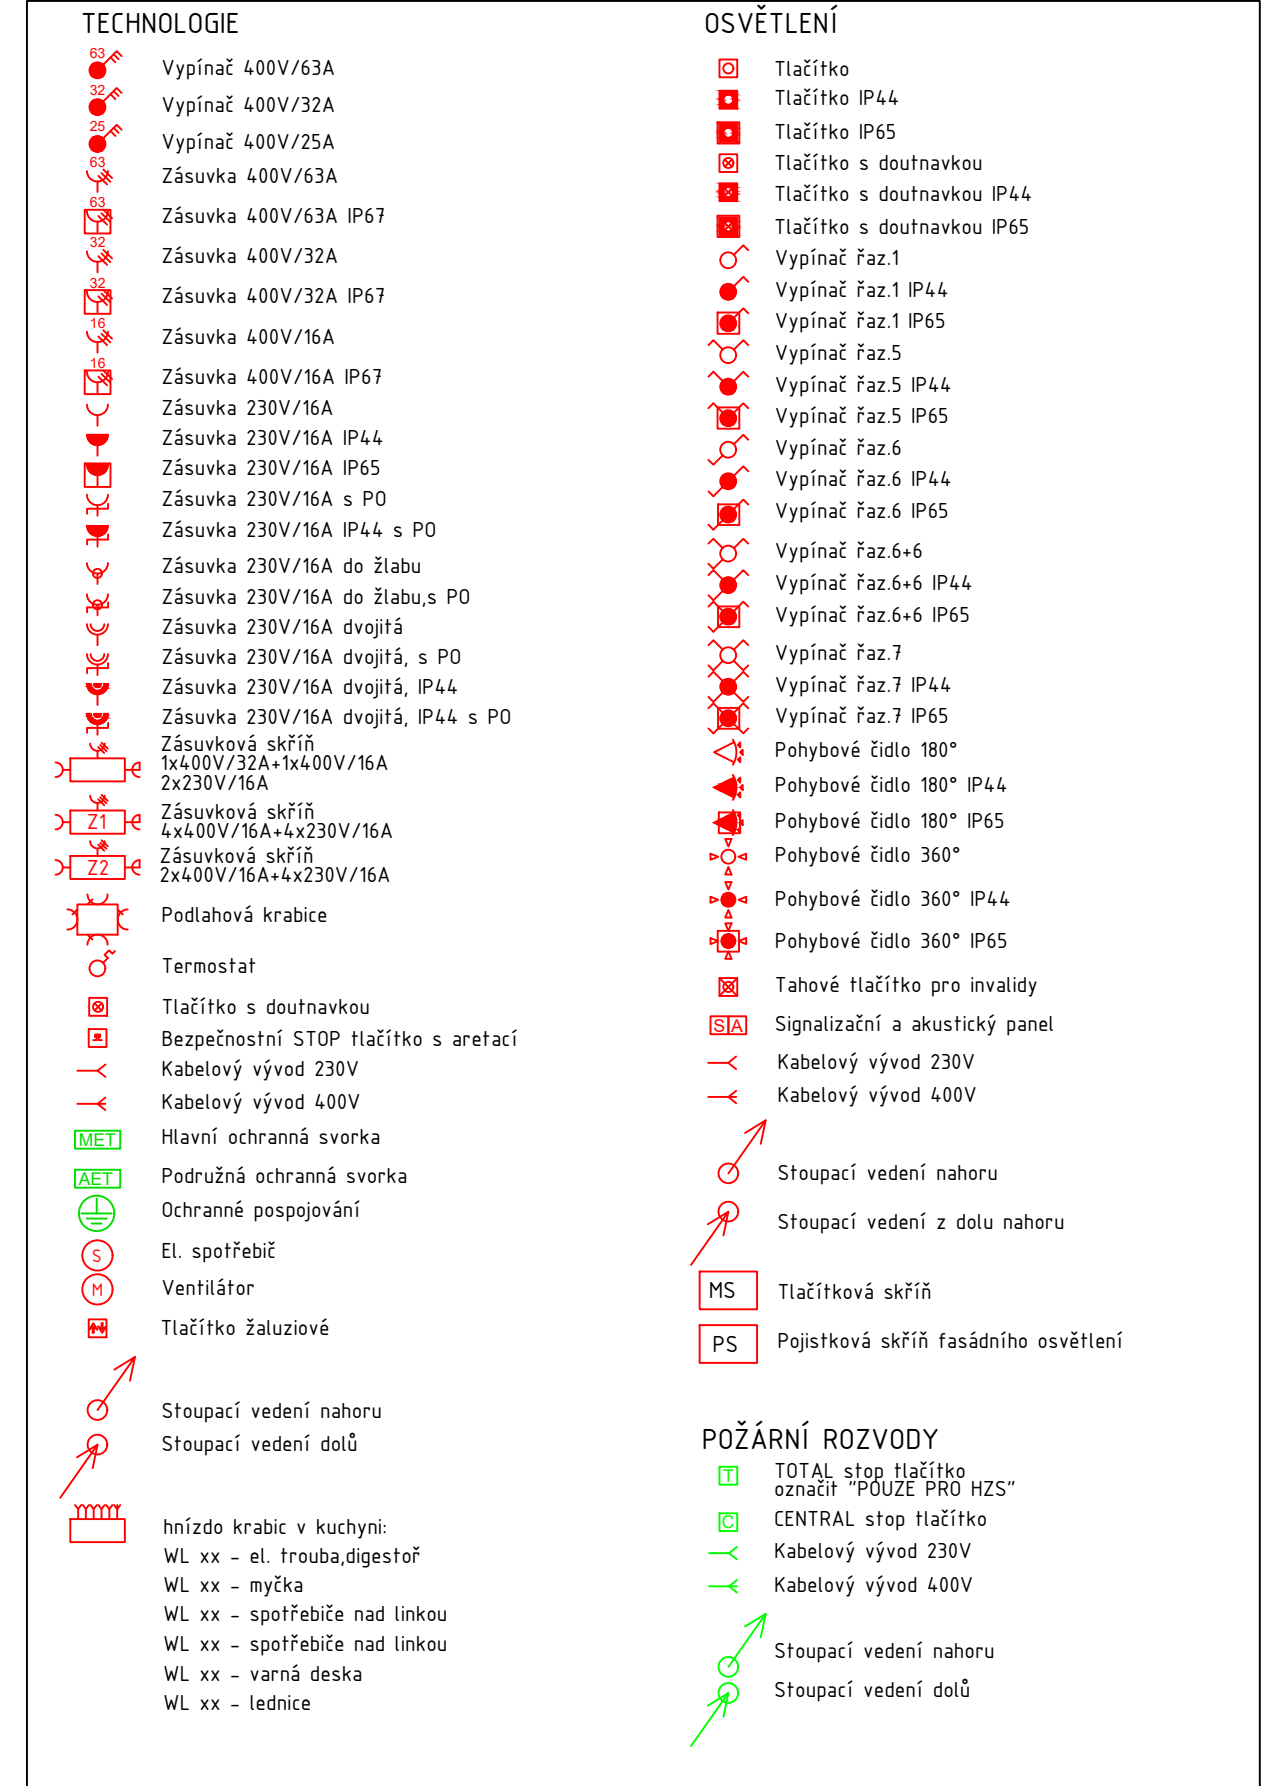 TECHNOLOGIE
63
Vypínač 400V/63A
32
Vypínač 400V/32A
25
Vypínač 400V/25A
63
Zásuvka 400V/63A
63
Zásuvka 400V/63A IP67
32
Zásuvka 400V/32A
32
Zásuvka 400V/32A IP67
16
Zásuvka 400V/16A
16
Zásuvka 400V/16A IP67
Zásuvka 230V/16A
Zásuvka 230V/16A IP44
Zásuvka 230V/16A IP65
Zásuvka 230V/16A s PO
Zásuvka 230V/16A IP44 s PO
Zásuvka 230V/16A do žlabu
Zásuvka 230V/16A do žlabu,s PO
Zásuvka 230V/16A dvojitá
Zásuvka 230V/16A dvojitá, s PO
Zásuvka 230V/16A dvojitá, IP44
Zásuvka 230V/16A dvojitá, IP44 s PO
Zásuvková skříň
1x400V/32A+1x400V/16A
2x230V/16A
Z1
Zásuvková skříň
4x400V/16A+4x230V/16A
Z2
Zásuvková skříň
2x400V/16A+4x230V/16A
Podlahová krabice
Termostat
Tlačítko s doutnavkou
Bezpečnostní STOP tlačítko s aretací
Kabelový vývod 230V
Kabelový vývod 400V
MET
Hlavní ochranná svorka
AET
Podružná ochranná svorka
Ochranné pospojování
S
El. spotřebič
M
Ventilátor
Tlačítko žaluziové
Stoupací vedení nahoru
Stoupací vedení dolů
hnízdo krabic v kuchyni:
WL xx - el. trouba,digestoř
WL xx - myčka
WL xx - spotřebiče nad linkou
WL xx - spotřebiče nad linkou
WL xx - varná deska
WL xx - lednice
OSVĚTLENÍ
Tlačítko
Tlačítko IP44
Tlačítko IP65
Tlačítko s doutnavkou
Tlačítko s doutnavkou IP44
Tlačítko s doutnavkou IP65
Vypínač řaz.1
Vypínač řaz.1 IP44
Vypínač řaz.1 IP65
Vypínač řaz.5
Vypínač řaz.5 IP44
Vypínač řaz.5 IP65
Vypínač řaz.6
Vypínač řaz.6 IP44
Vypínač řaz.6 IP65
Vypínač řaz.6+6
Vypínač řaz.6+6 IP44
Vypínač řaz.6+6 IP65
Vypínač řaz.7
Vypínač řaz.7 IP44
Vypínač řaz.7 IP65
Pohybové čidlo 180°
Pohybové čidlo 180° IP44
Pohybové čidlo 180° IP65
Pohybové čidlo 360°
Pohybové čidlo 360° IP44
Pohybové čidlo 360° IP65
Tahové tlačítko pro invalidy
S A
Signalizační a akustický panel
Kabelový vývod 230V
Kabelový vývod 400V
Stoupací vedení nahoru
Stoupací vedení z dolu nahoru
MS
Tlačítková skříň
PS
Pojistková skříň fasádního osvětlení
POŽÁRNÍ ROZVODY
T
TOTAL stop tlačítko
označit "POUZE PRO HZS"
C
CENTRAL stop tlačítko
Kabelový vývod 230V
Kabelový vývod 400V
Stoupací vedení nahoru
Stoupací vedení dolů